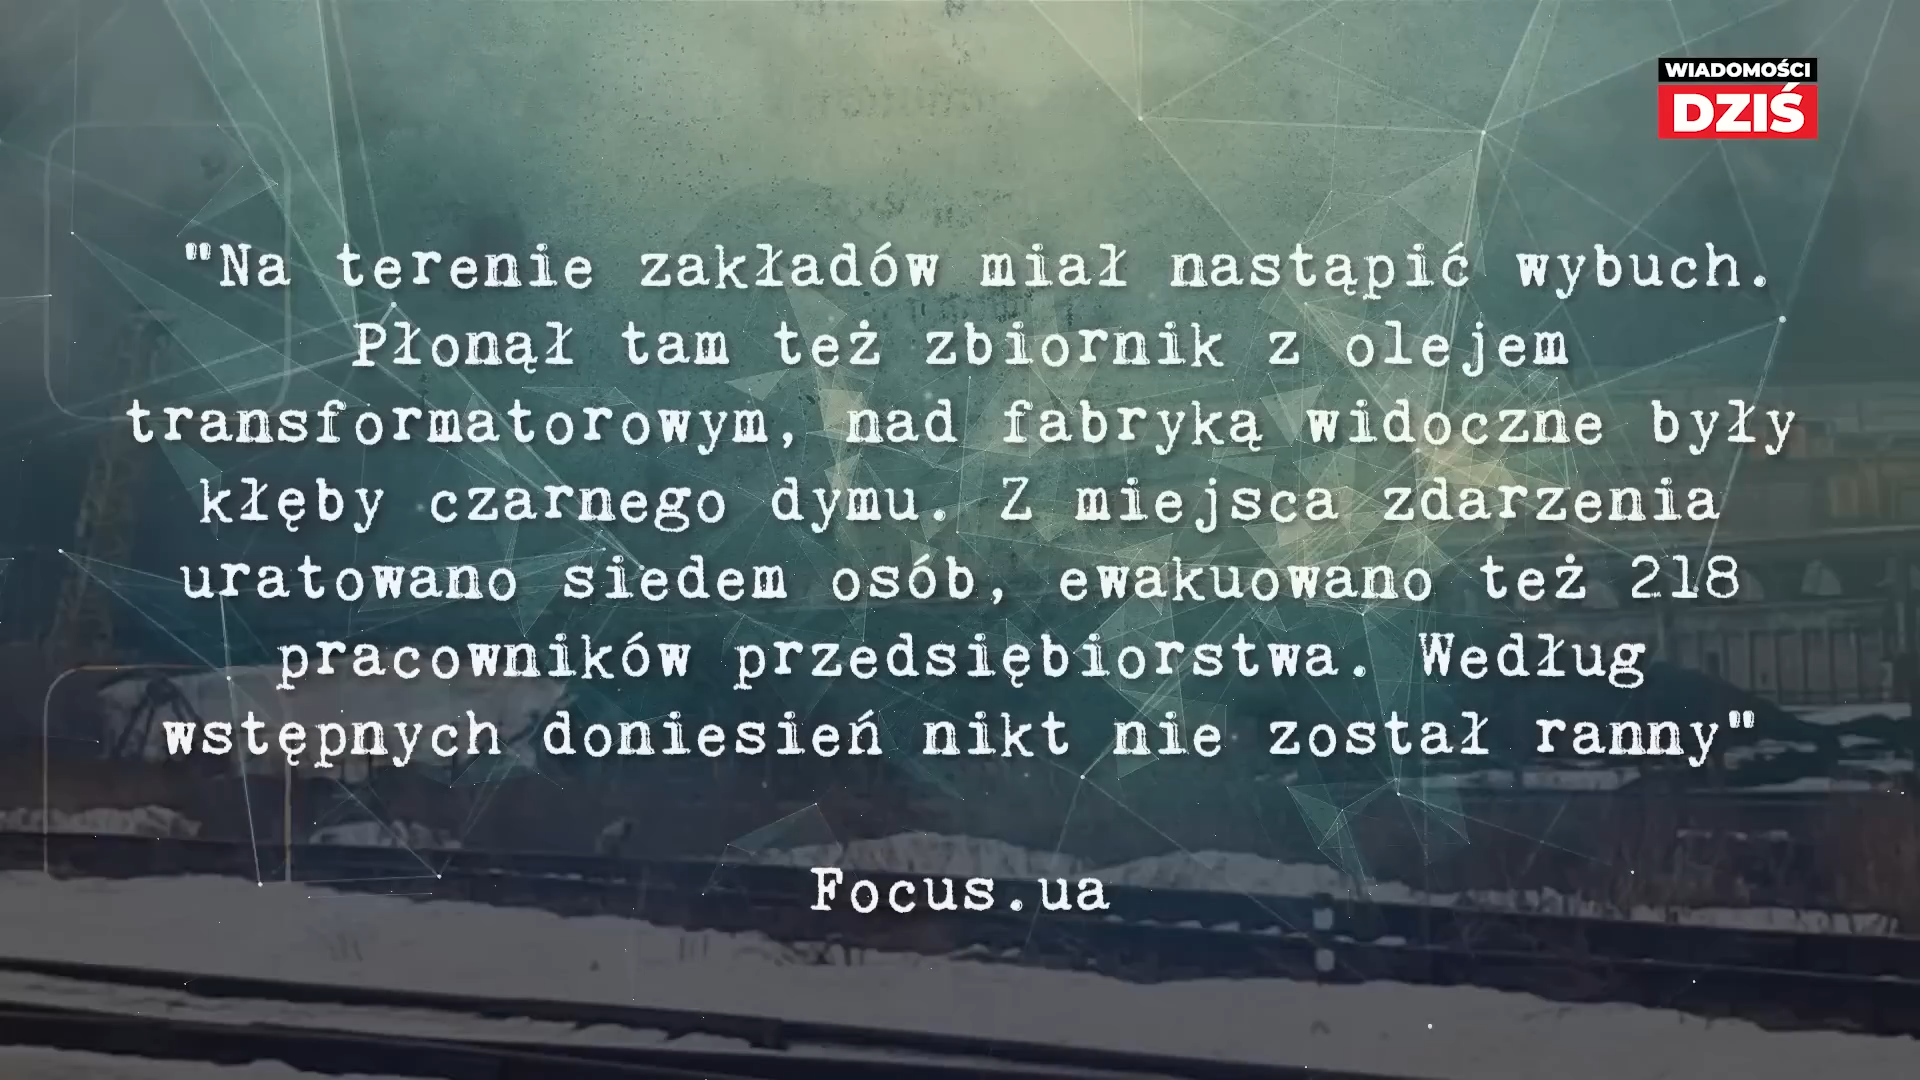 WIADOMOŚCI
DZIŚ
"Na terenie zakładów miał nastąpić wybuch.
Płonął tam też zbiornik z olejem
transformatorowym, nad fabryką widoczne były
kłęby czarnego dymu. Z miejsca zdarzenia
uratowano siedem osób, ewakuowano też 218
pracowników przedsiębiorstwa. Według
wstępnych doniesień nikt nie został ranny"
Focus.ua